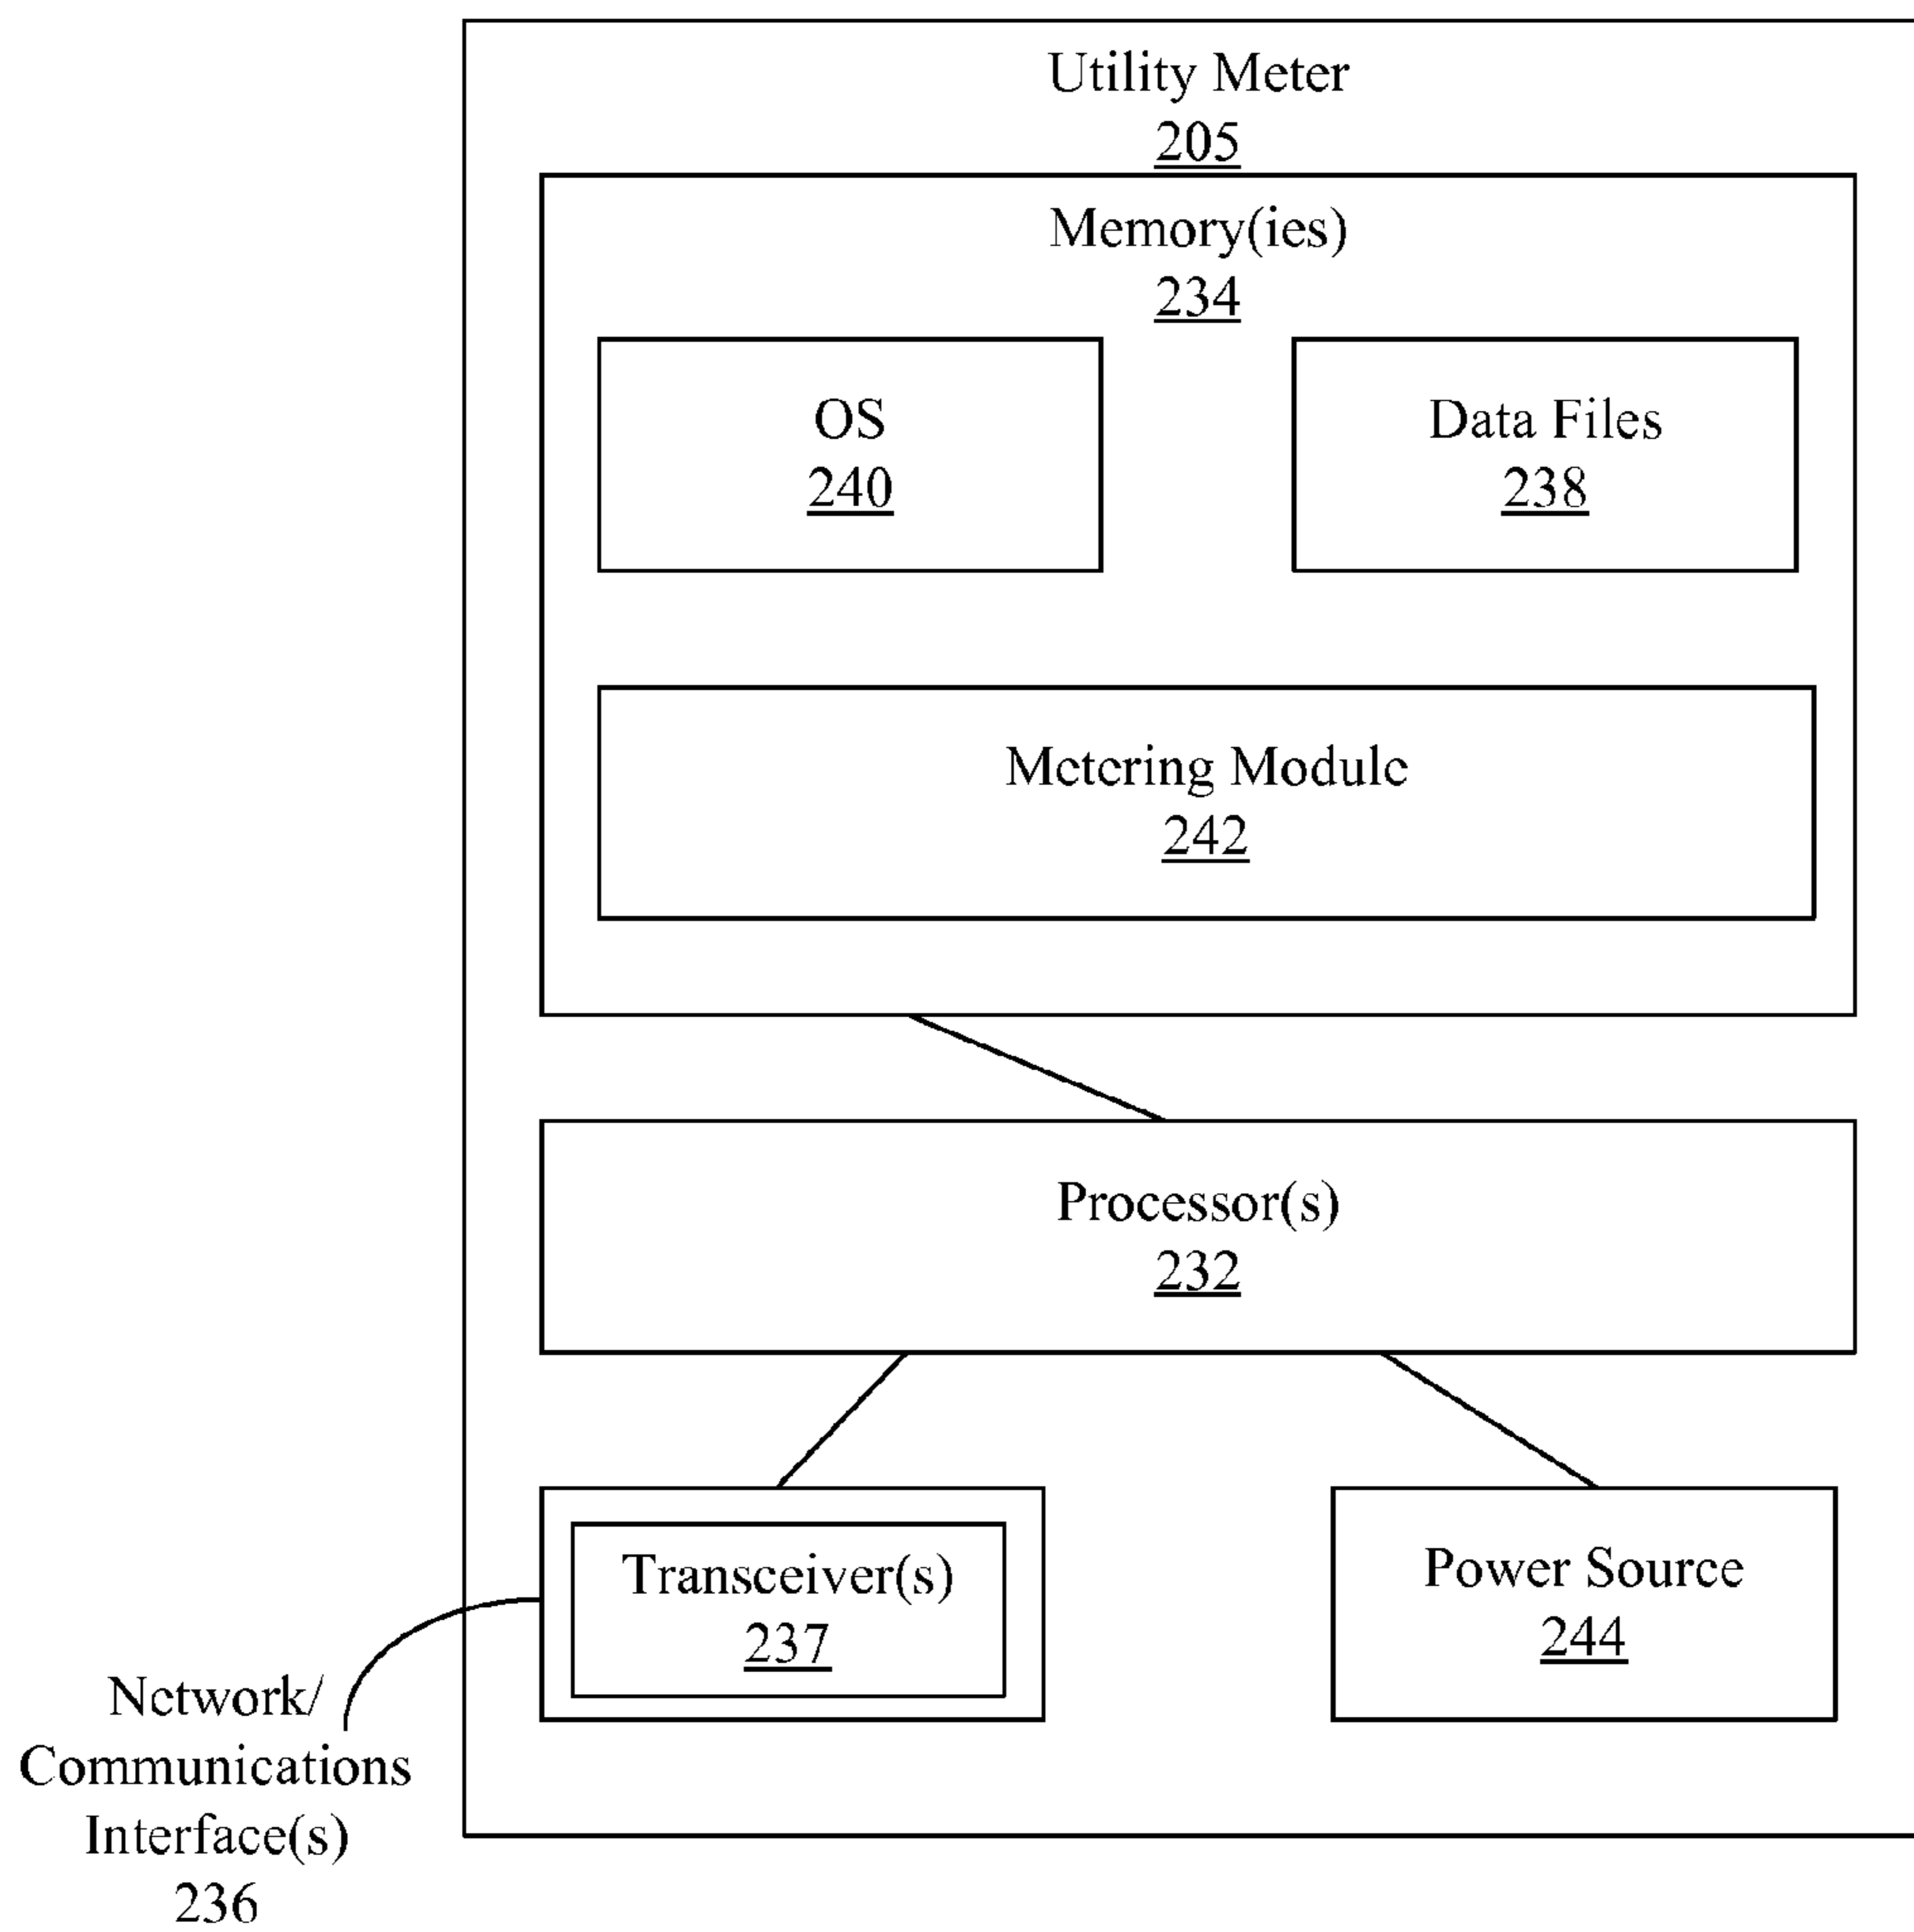 Utility Meter
205
Memory(ies)
234
OS
240
Data Files
238
Metering Module
242
Processor(s)
232
Transceiver(s)
237
Power Source
244
Network/
Communications
Interface(s)
236